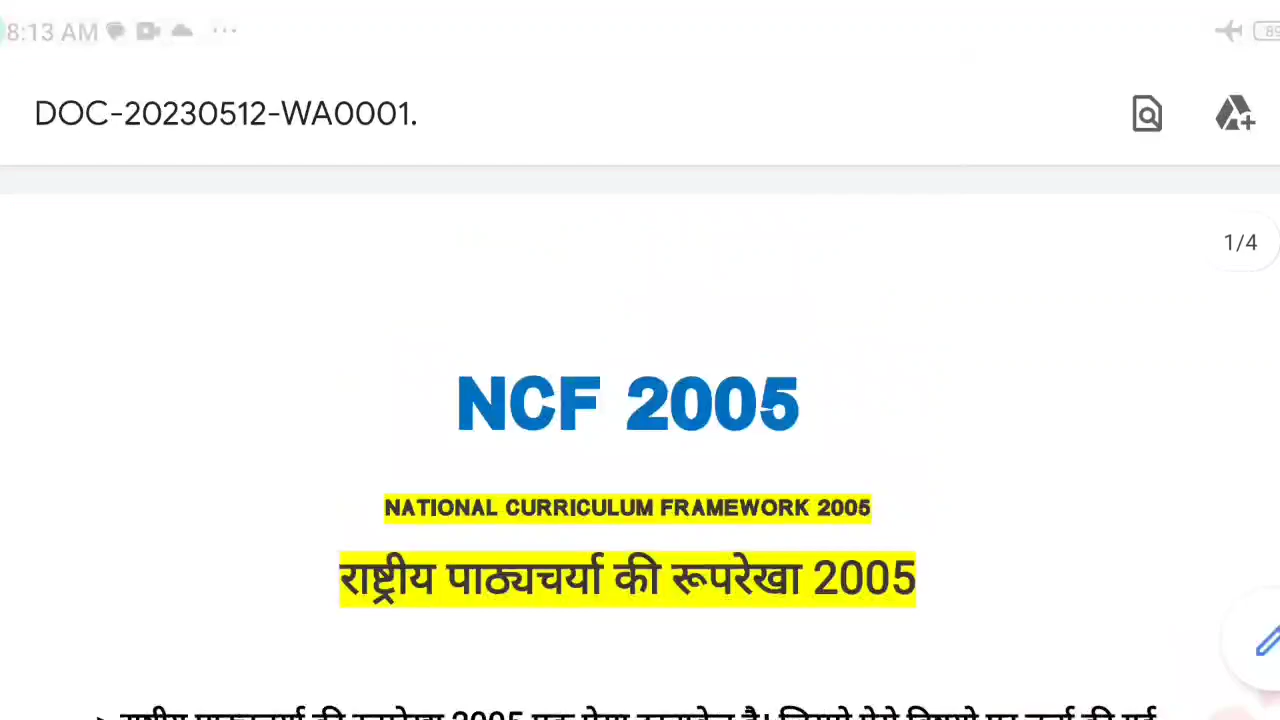 8:13 AM
DOC-20230512-WA0001.
1/4
NCF 2005
NATIONAL CURRICULUM FRAMEWORK 2005
राष्ट्रीय पाठ्यचर्या की रूपरेखा 2005